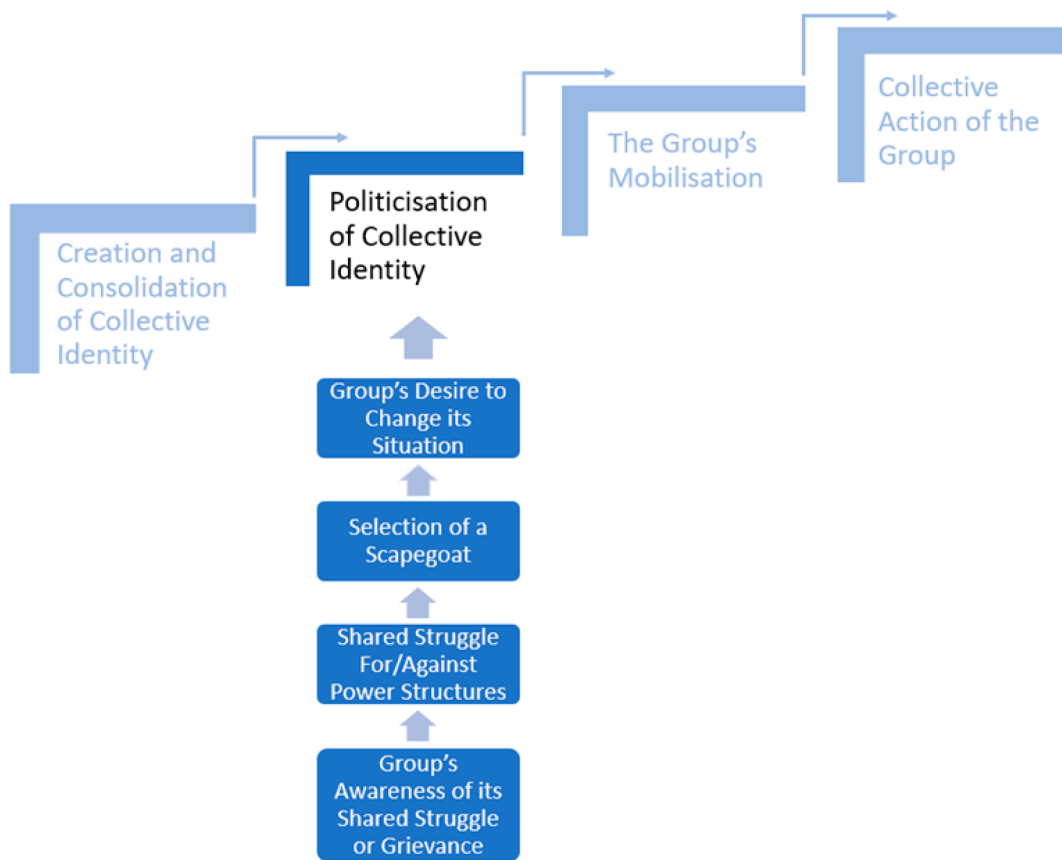 Creation and
Consolidation
of Collective
Identity
Politicisation
of Collective
Identity
The Group's
Mobilisation
Collective
Action of the
Group
Group's Desire to
Change its
Situation
Selection of a
Scapegoat
Shared Struggle
For/Against
Power Structures
Group's
Awareness of its
Shared Struggle
or Grievance